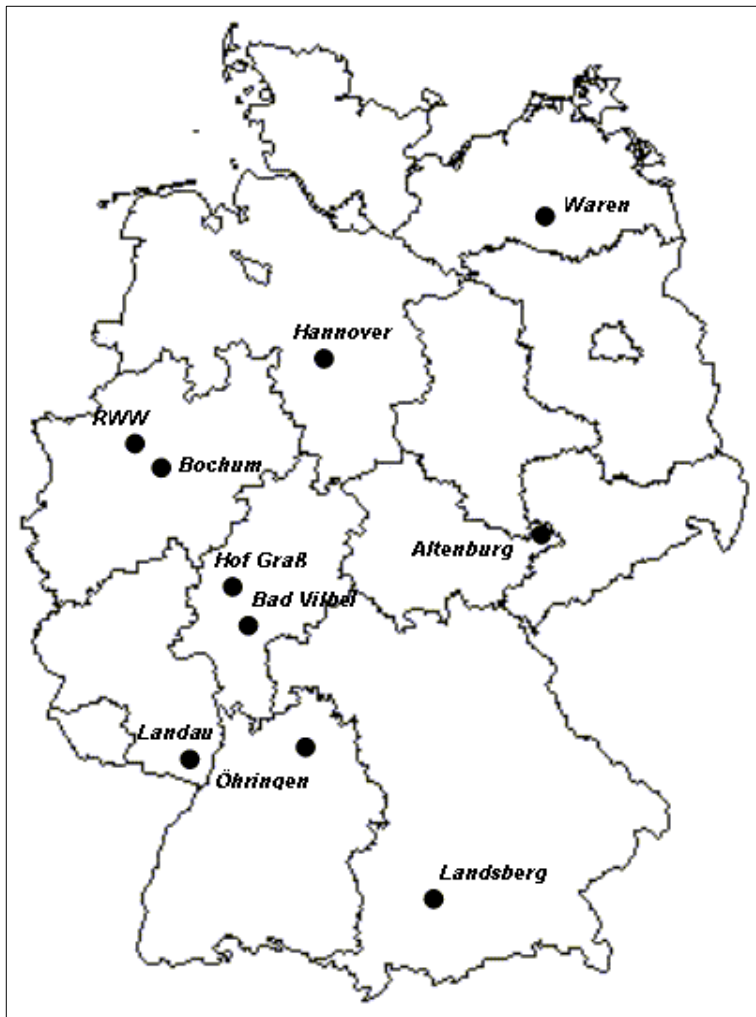 Waren
Hannover
RWW
Bochum
Altenburg
Hof Graß
Bad Vilbel
Landau
Öhringen
Landsberg